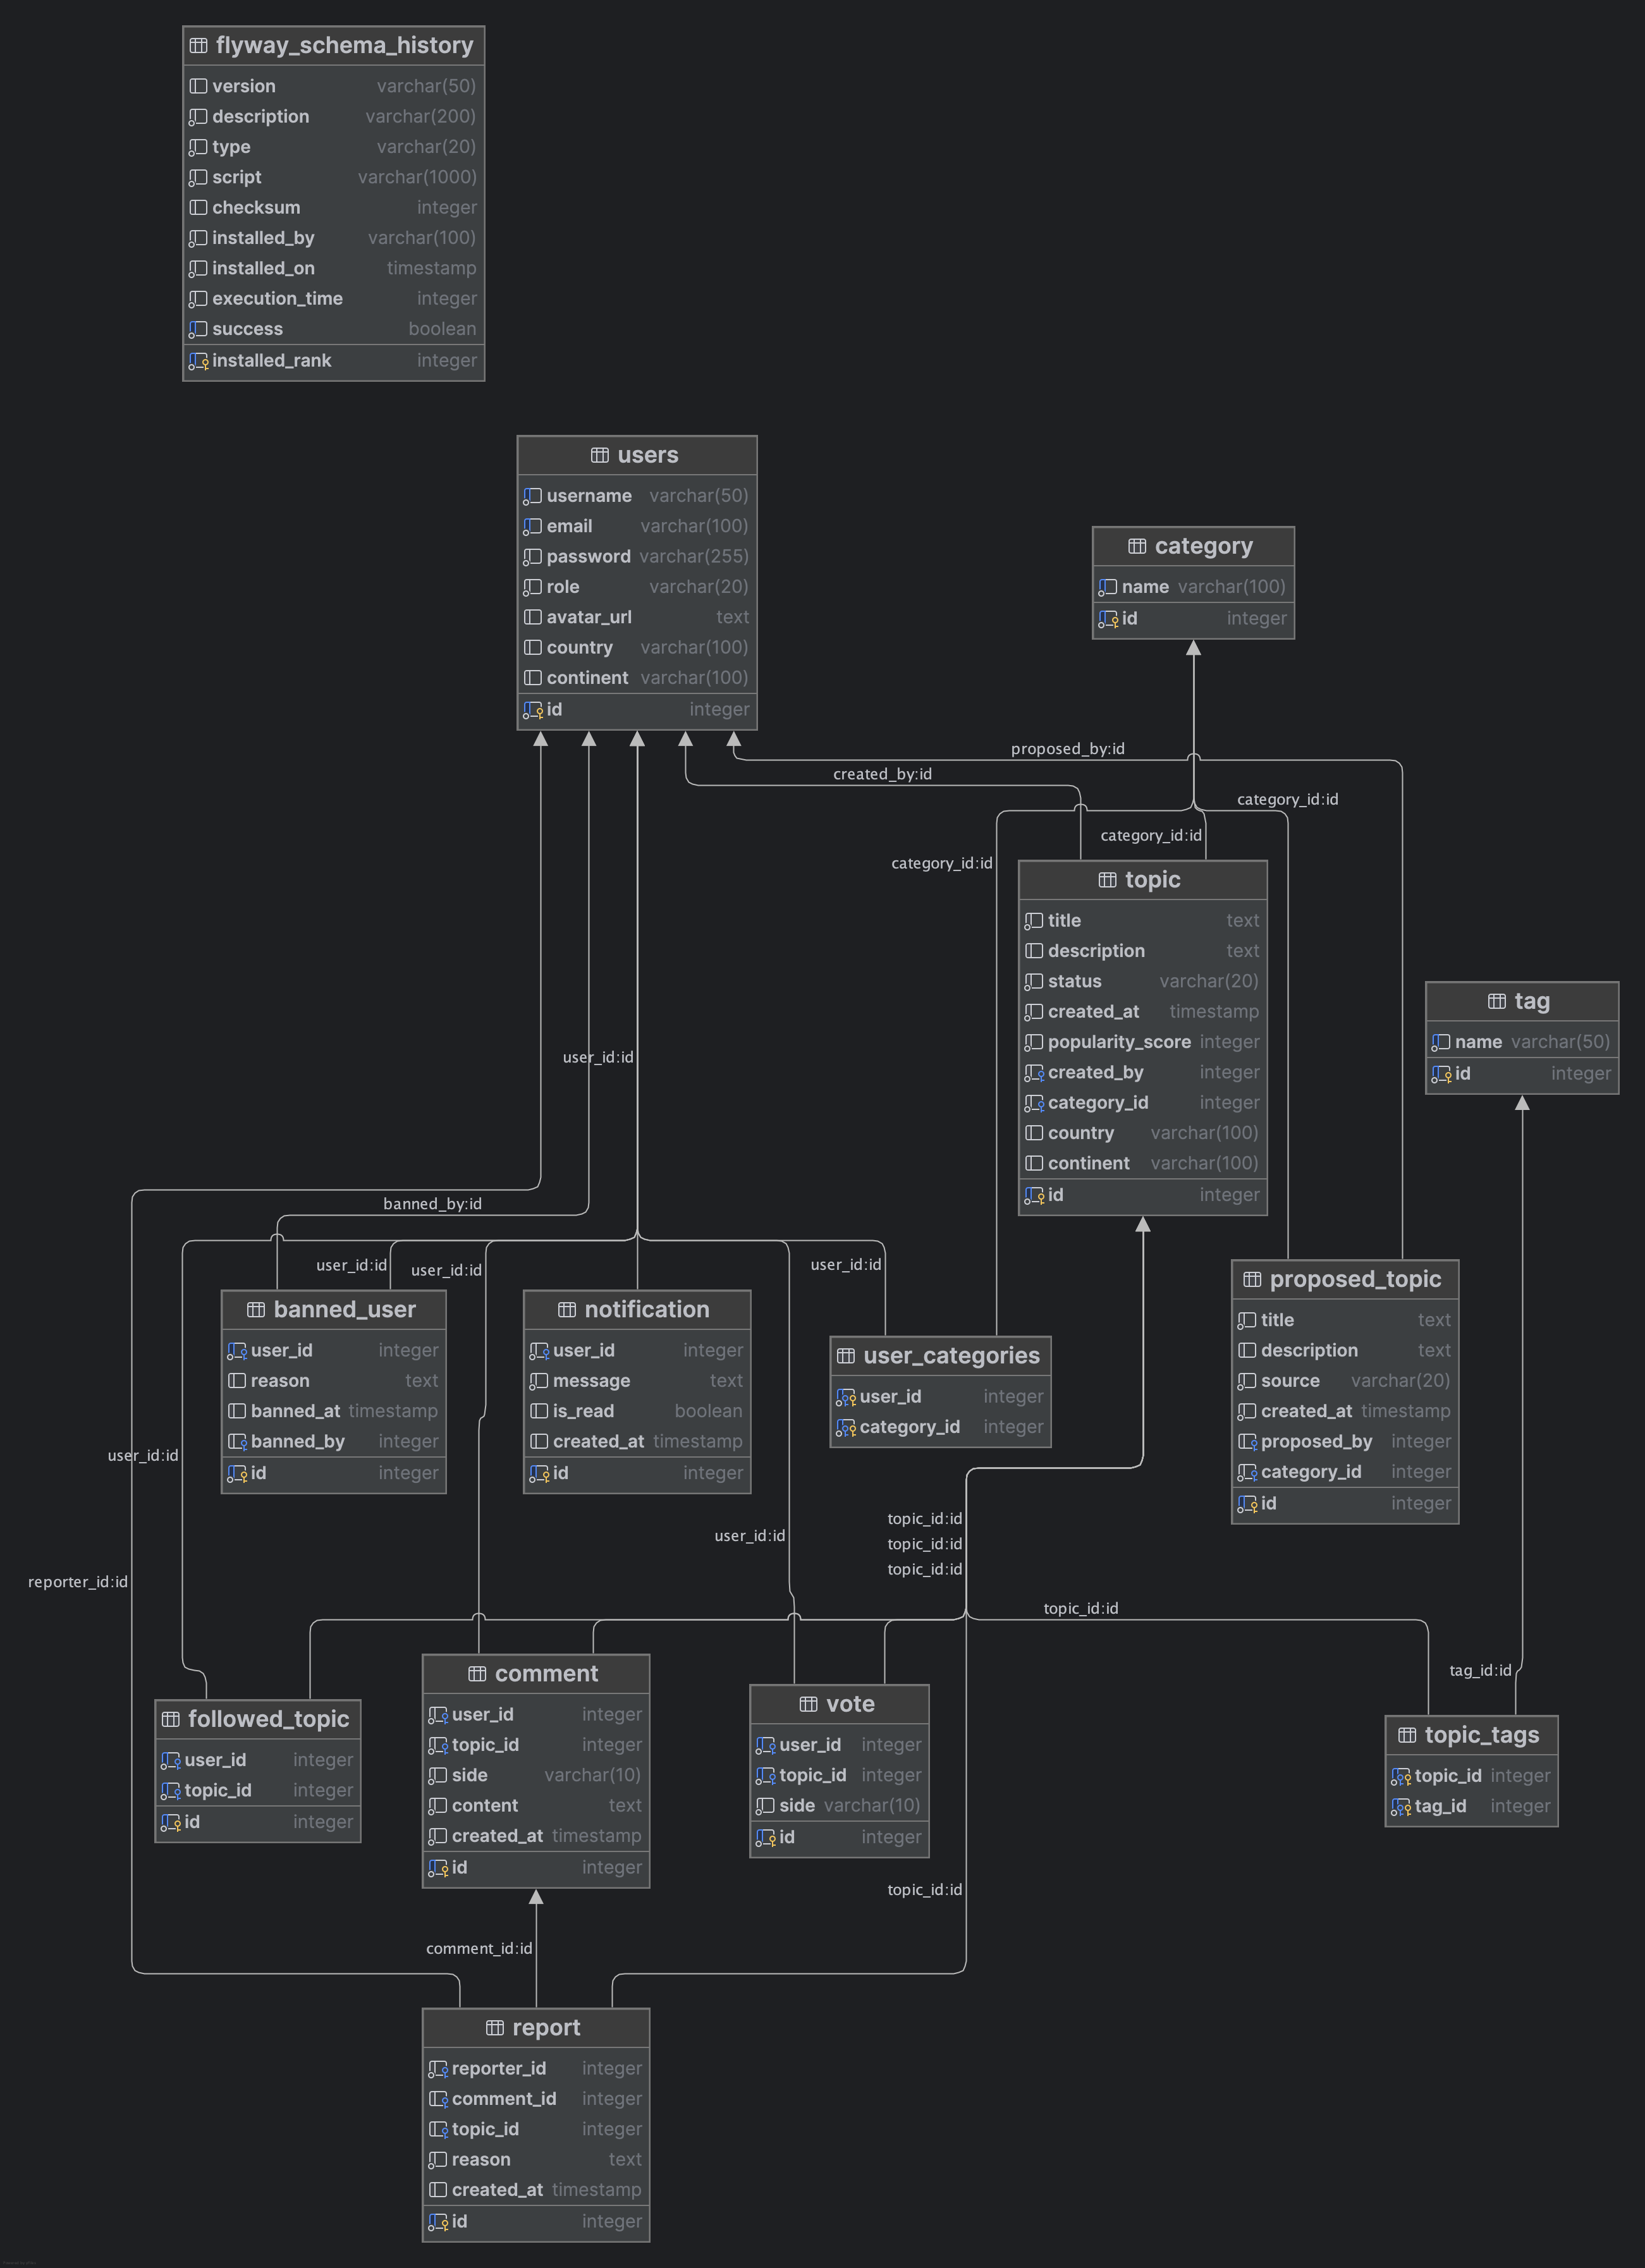 flyway_schema_history
version varchar(50)
description varchar(200)
type varchar(20)
script varchar(1000)
checksum integer
installed_by varchar(100)
installed_on timestamp
execution_time integer
success boolean
installed_rank integer
users
username varchar(50)
email varchar(100)
password varchar(255)
role varchar(20)
avatar_url text
country varchar(100)
continent varchar(100)
id integer
category
name varchar(100)
id integer
proposed_by:id
created_by:id
category_id:id
category_id:id
category_id:id
topic
title text
description text
status varchar(20)
created_at timestamp
popularity_score integer
created_by integer
category_id integer
country varchar(100)
continent varchar(100)
id integer
tag
name varchar(50)
id integer
user_id:id
banned_by:id
user_id:id
user_id:id
user_id:id
banned_user
user_id integer
reason text
banned_at timestamp
banned_by integer
id integer
notification
user_id integer
message text
is_read boolean
created_at timestamp
id integer
user_categories
user_id integer
category_id integer
proposed_topic
title text
description text
source varchar(20)
created_at timestamp
proposed_by integer
category_id integer
id integer
user_id:id
user_id:id
topic_id:id
topic_id:id
topic_id:id
reporter_id:id
topic_id:id
tag_id:id
followed_topic
user_id integer
topic_id integer
id integer
comment
user_id integer
topic_id integer
side varchar(10)
content text
created_at timestamp
id integer
vote
user_id integer
topic_id integer
side varchar(10)
id integer
topic_tags
topic_id integer
tag_id integer
topic_id:id
comment_id:id
report
reporter_id integer
comment_id integer
topic_id integer
reason text
created_at timestamp
id integer